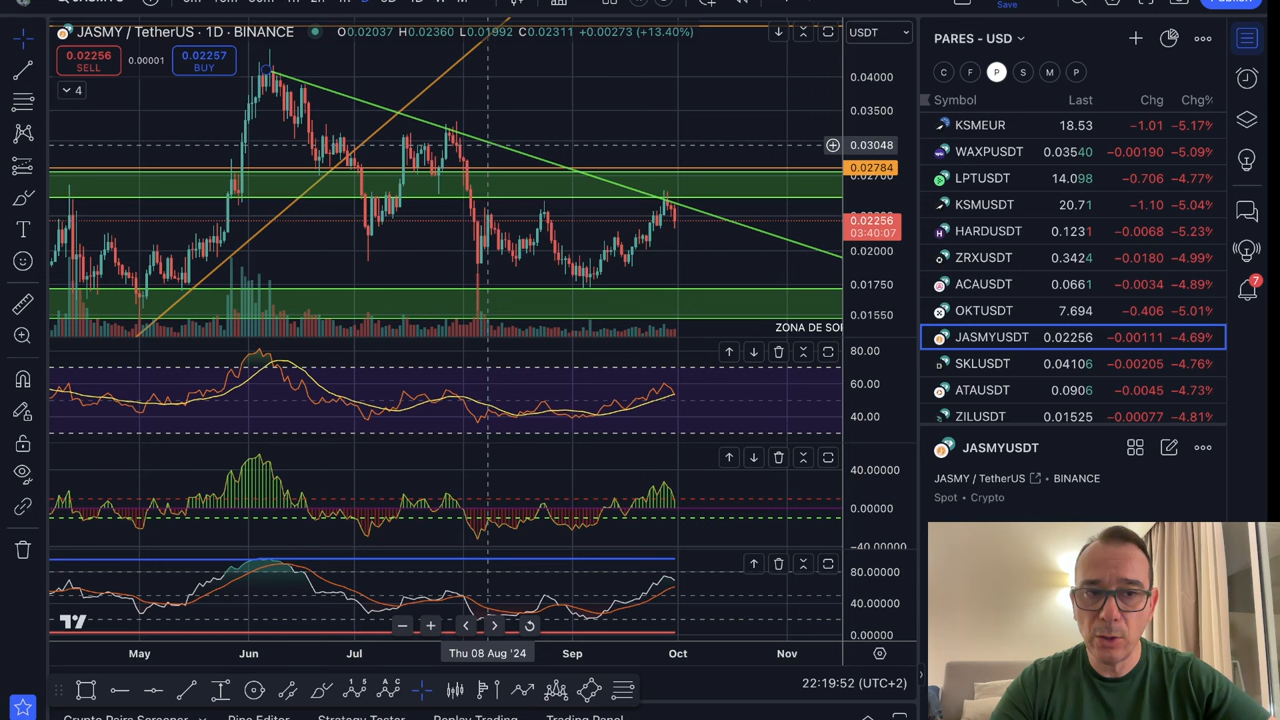 JASMY / TetherUS · 1D · BINANCE
O0.02037 H0.02360 L0.01992 C0.02311 +0.00273 (+13.40%)
0.02256
SELL
0.00001
0.02257
BUY
4
USDT
0.04000
0.03500
0.03048
0.02784
0.02256
03:40:07
0.02000
0.01750
0.01550
ZONA DE SOP
80.00
60.00
40.00
40.00000
0.00000
−40.00000
80.00000
40.00000
0.00000
May
Jun
Jul
Thu 08 Aug '24
Sep
Oct
Nov
22:19:52 (UTC+2)
Crypto Pairs Screener
Pine Editor
Strategy Tester
Replay Trading
Trading Panel
Save
Publish
PARES - USD
C F P S M P
Symbol Last Chg Chg%
KSMEUR 18.53 −1.01 −5.17%
WAXPUSDT 0.03540 −0.00190 −5.09%
LPTUSDT 14.098 −0.706 −4.77%
KSMUSDT 20.71 −1.10 −5.04%
HARDUSDT 0.1231 −0.0068 −5.23%
ZRXUSDT 0.3424 −0.0180 −4.99%
ACAUSDT 0.0661 −0.0034 −4.89%
OKTUSDT 7.694 −0.406 −5.01%
JASMYUSDT 0.02256 −0.00111 −4.69%
SKLUSDT 0.04106 −0.00205 −4.76%
ATAUSDT 0.0906 −0.0045 −4.73%
ZILUSDT 0.01525 −0.00077 −4.81%
JASMYUSDT
JASMY / TetherUS • BINANCE
Spot • Crypto
7